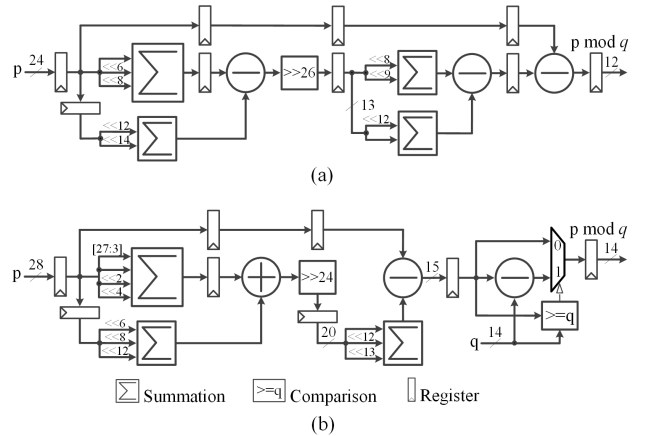 p 24 <<6 <<8 >>26 <<8 <<9 p mod q 12
<<12 <<14 13 <<12
(a)
p 28 [27:3] <<2 <<4 >>24 15 0 1 p mod q 14
<<6 <<8 <<12 20 <<12 <<13 q 14 >=q
Summation >=q Comparison Register
(b)